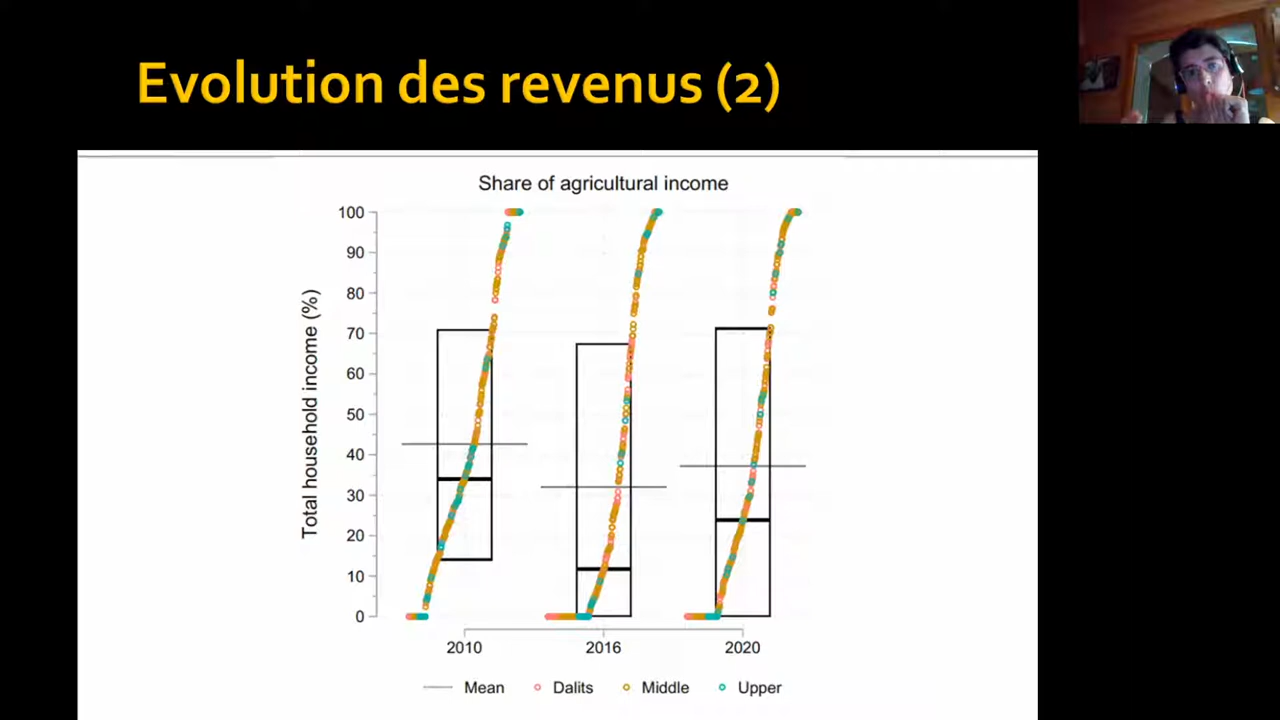 Evolution des revenus (2)
Share of agricultural income
Total household income (%)
100
90
80
70
60
50
40
30
20
10
0
2010 2016 2020
Mean Dalits Middle Upper